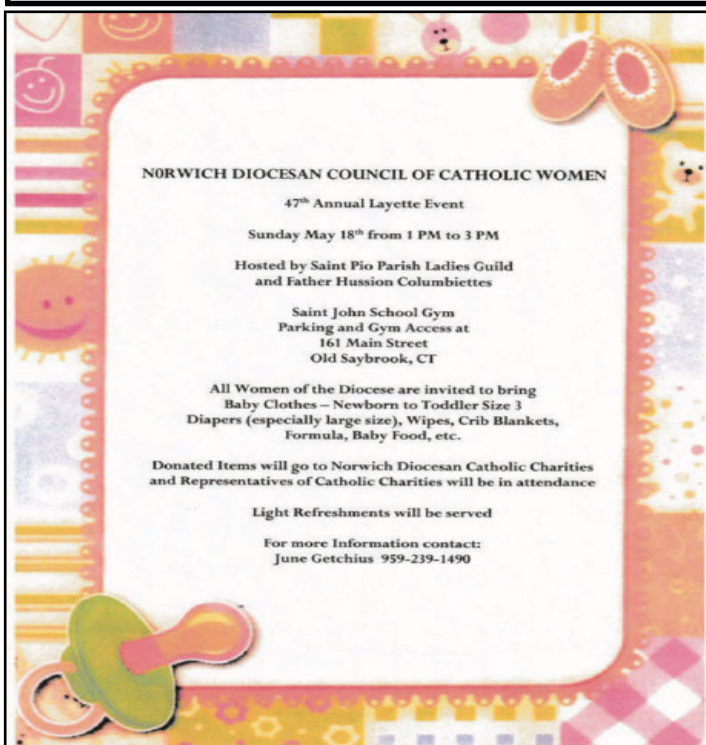 N0RWICH DIOCESAN COUNCIL OF CATHOLIC WOMEN
47th Annual Layette Event
Sunday May 18th from 1 PM to 3 PM
Hosted by Saint Pio Parish Ladies Guild
and Father Hussion Columbiettes
Saint John School Gym
Parking and Gym Access at
161 Main Street
Old Saybrook, CT
All Women of the Diocese are invited to bring
Baby Clothes – Newborn to Toddler Size 3
Diapers (especially large size), Wipes, Crib Blankets,
Formula, Baby Food, etc.
Donated Items will go to Norwich Diocesan Catholic Charities
and Representatives of Catholic Charities will be in attendance
Light Refreshments will be served
For more Information contact:
June Getchius 959-239-1490